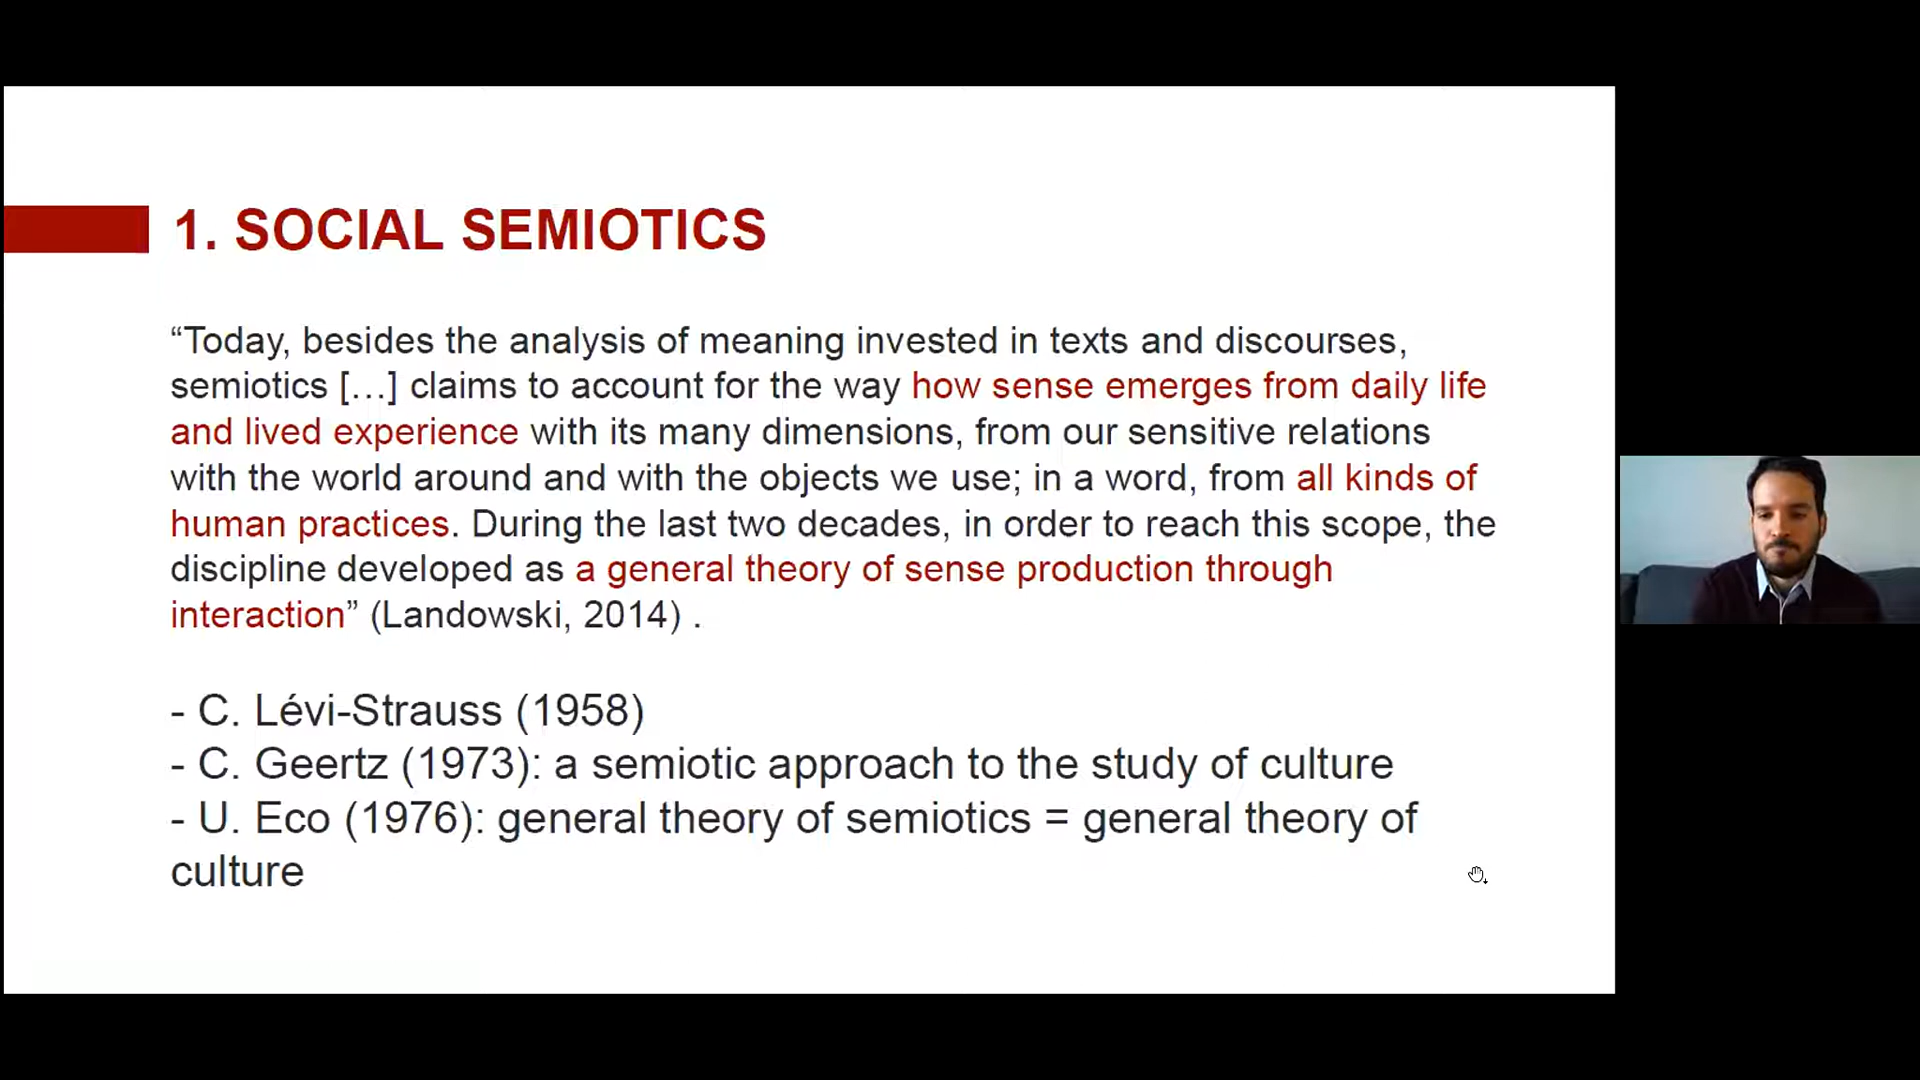 1. SOCIAL SEMIOTICS
“Today, besides the analysis of meaning invested in texts and discourses,
semiotics […] claims to account for the way how sense emerges from daily life
and lived experience with its many dimensions, from our sensitive relations
with the world around and with the objects we use; in a word, from all kinds of
human practices. During the last two decades, in order to reach this scope, the
discipline developed as a general theory of sense production through
interaction” (Landowski, 2014) .
- C. Lévi-Strauss (1958)
- C. Geertz (1973): a semiotic approach to the study of culture
- U. Eco (1976): general theory of semiotics = general theory of
culture